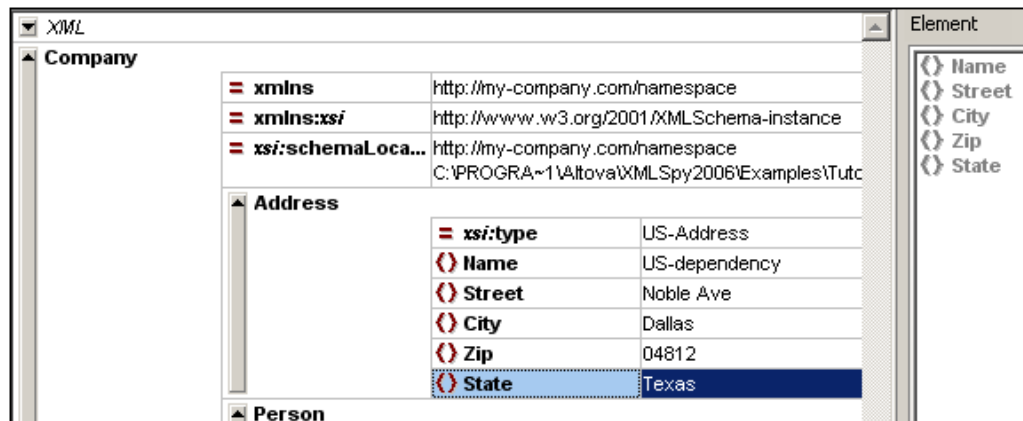 XML
Element
Company
Name
Street
City
Zip
State
= xmlns http://my-company.com/namespace
= xmlns:xsi http://www.w3.org/2001/XMLSchema-instance
= xsi:schemaLoca... http://my-company.com/namespace
C:\PROGRA~1\Altova\XMLSpy2006\Examples\Tuto
Address
= xsi:type US-Address
Name US-dependency
Street Noble Ave
City Dallas
Zip 04812
State Texas
Person